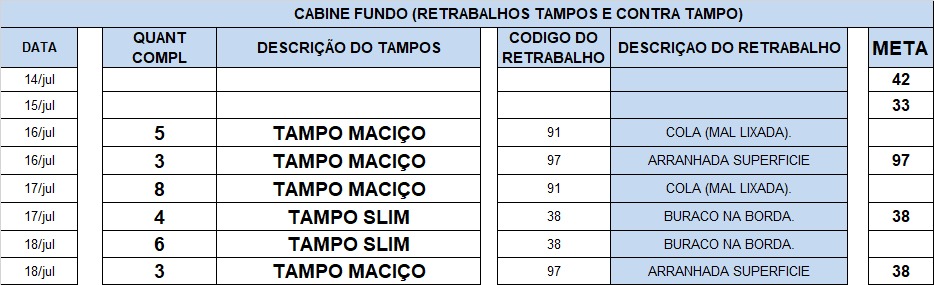 CABINE FUNDO (RETRABALHOS TAMPOS E CONTRA TAMPO)
DATA QUANT COMPL DESCRIÇÃO DO TAMPOS CODIGO DO RETRABALHO DESCRIÇAO DO RETRABALHO META
14/jul 42
15/jul 33
16/jul 5 TAMPO MACIÇO 91 COLA (MAL LIXADA).
16/jul 3 TAMPO MACIÇO 97 ARRANHADA SUPERFICIE 97
17/jul 8 TAMPO MACIÇO 91 COLA (MAL LIXADA).
17/jul 4 TAMPO SLIM 38 BURACO NA BORDA. 38
18/jul 6 TAMPO SLIM 38 BURACO NA BORDA.
18/jul 3 TAMPO MACIÇO 97 ARRANHADA SUPERFICIE 38